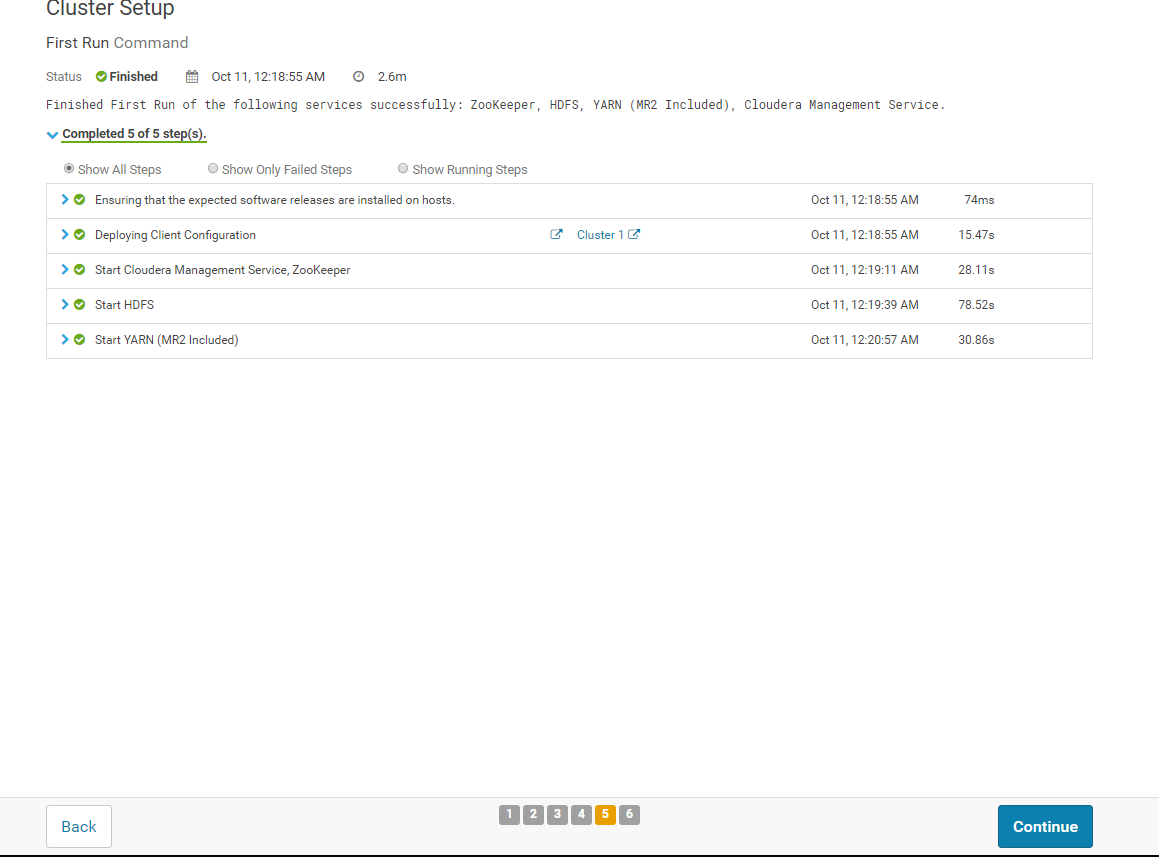 Cluster Setup
First Run Command
Status Finished Oct 11, 12:18:55 AM 2.6m
Finished First Run of the following services successfully: ZooKeeper, HDFS, YARN (MR2 Included), Cloudera Management Service.
Completed 5 of 5 step(s).
Show All Steps Show Only Failed Steps Show Running Steps
Ensuring that the expected software releases are installed on hosts. Oct 11, 12:18:55 AM 74ms
Deploying Client Configuration Cluster 1 Oct 11, 12:18:55 AM 15.47s
Start Cloudera Management Service, ZooKeeper Oct 11, 12:19:11 AM 28.11s
Start HDFS Oct 11, 12:19:39 AM 78.52s
Start YARN (MR2 Included) Oct 11, 12:20:57 AM 30.86s
Back 1 2 3 4 5 6 Continue